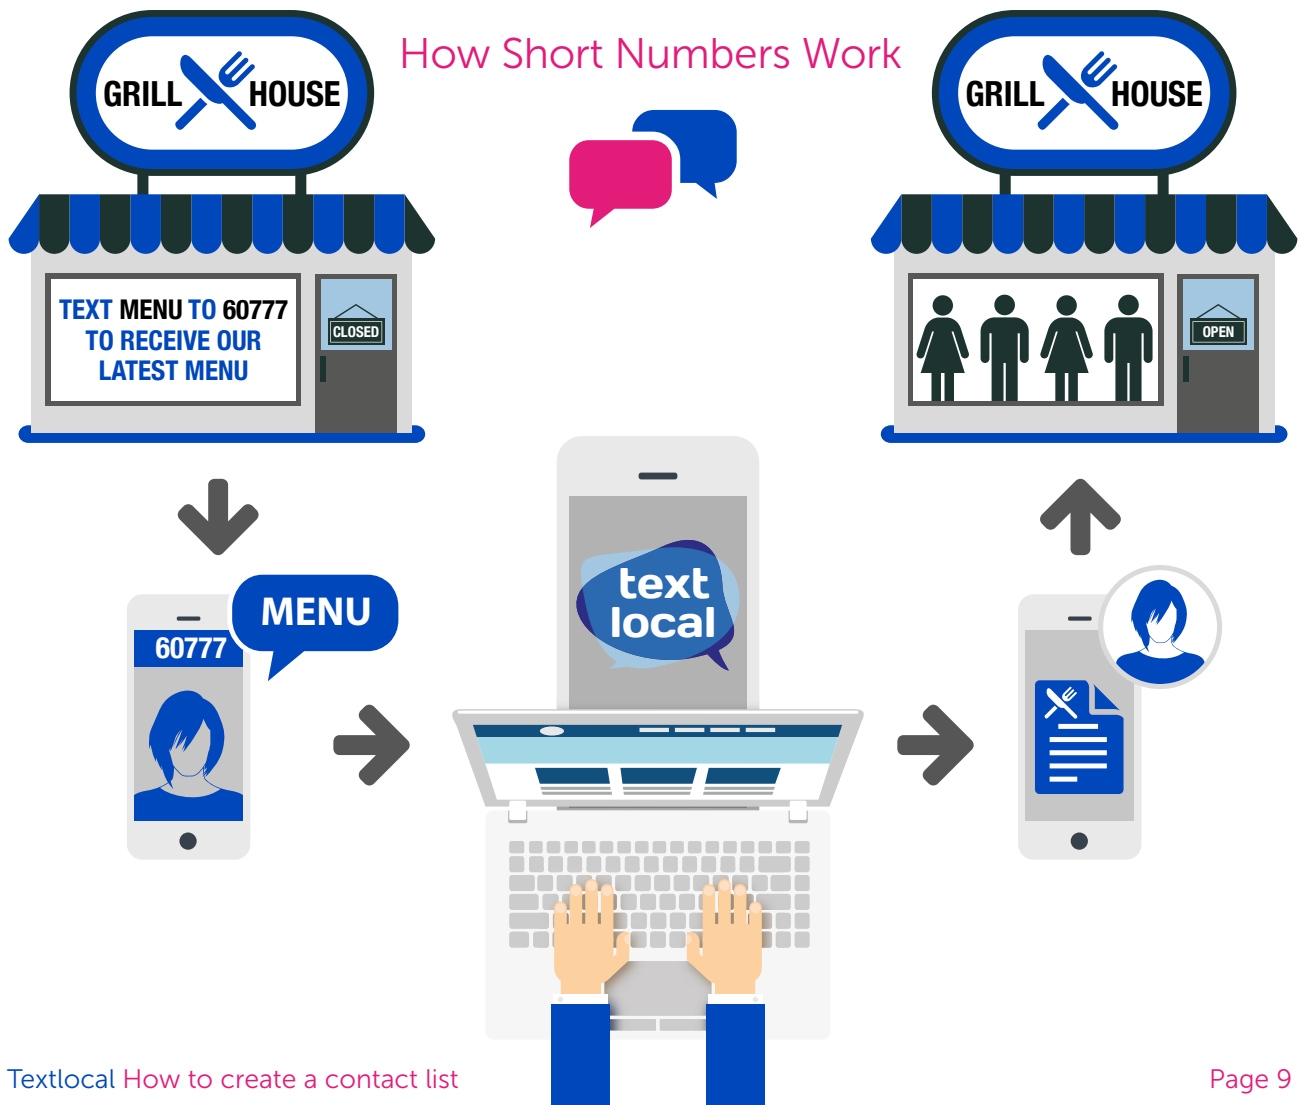 How Short Numbers Work
GRILL HOUSE
GRILL HOUSE
TEXT MENU TO 60777
TO RECEIVE OUR
LATEST MENU
CLOSED
OPEN
MENU
60777
text
local
Textlocal How to create a contact list
Page 9